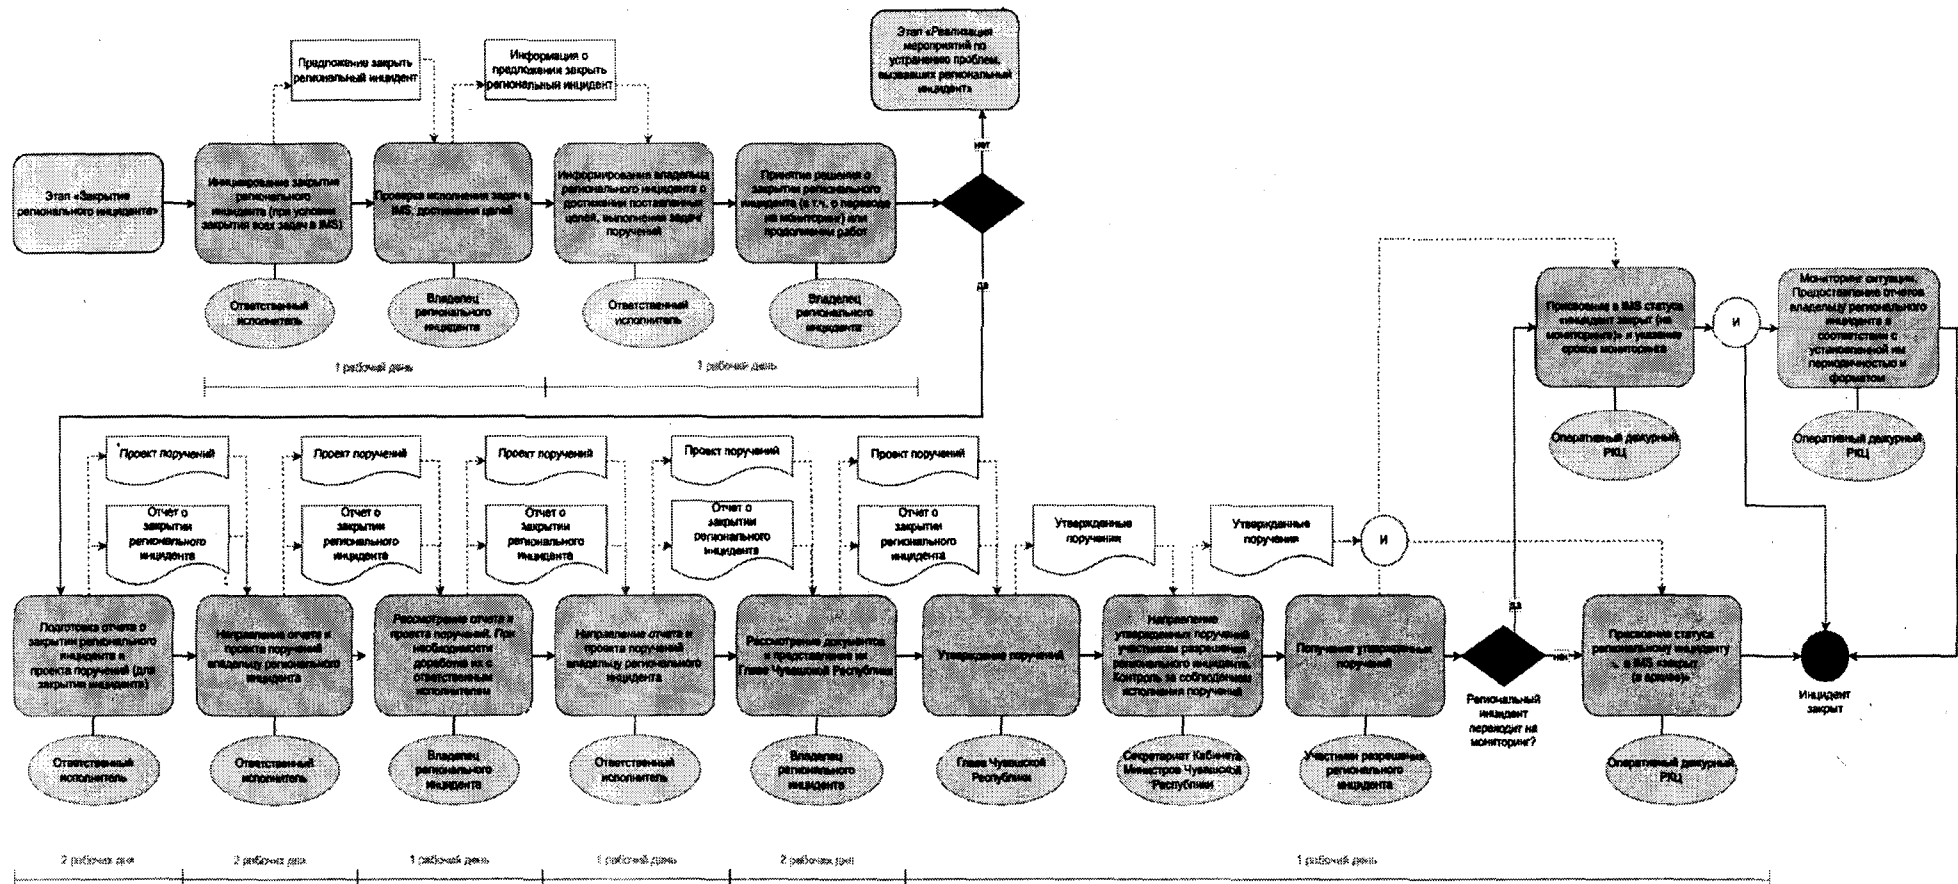 Этап «Реализация
мероприятий по
устранению проблем,
вызвавших региональный
инцидент»
Предложение закрыть
региональный инцидент
Информация о
предложении закрыть
региональный инцидент
нет
Этап «Закрытие
регионального инцидента»
Инициирование закрытия
регионального
инцидента (при условии
закрытия всех задач в IMS)
Проверка исполнения задач в
IMS, достижения целей
Информирование владельца
регионального инцидента о
достижении поставленных
целей, выполнении задач/
поручений
Принятие решения о
закрытии регионального
инцидента (в т.ч. о переводе
на мониторинг) или
продолжении работ
да
Ответственный
исполнитель
Владелец
регионального
инцидента
Ответственный
исполнитель
Владелец
регионального
инцидента
1 рабочий день
1 рабочий день
Присвоение в IMS статуса
«инцидент закрыт (на
мониторинге)» и указание
сроков мониторинга
И
Мониторинг ситуации.
Предоставление отчетов
владельцу регионального
инцидента в
соответствии с
установленной им
периодичностью и
форматом
Оперативный дежурный
РКЦ
Оперативный дежурный
РКЦ
Проект поручений
Проект поручений
Проект поручений
Проект поручений
Проект поручений
Отчет о
закрытии
регионального
инцидента
Отчет о
закрытии
регионального
инцидента
Отчет о
закрытии
регионального
инцидента
Отчет о
закрытии
регионального
инцидента
Отчет о
закрытии
регионального
инцидента
Утвержденные
поручения
Утвержденные
поручения
И
Подготовка отчета о
закрытии регионального
инцидента и
проекта поручений (для
закрытия инцидента)
Направление отчета и
проекта поручений
владельцу регионального
инцидента
Рассмотрение отчета и
проекта поручений. При
необходимости
доработка их с
ответственным
исполнителем
Направление отчета и
проекта поручений
владельцу регионального
инцидента
Рассмотрение документов
и представление их
Главе Чувашской Республики
Утверждение поручений
Направление
утвержденных поручений
участникам разрешения
регионального инцидента.
Контроль за соблюдением
исполнения поручений
Получение утвержденных
поручений
да
нет
Региональный
инцидент
переходит на
мониторинг?
Присвоение статуса
региональному инциденту
в IMS «закрыт
(в архиве)»
Инцидент
закрыт
Ответственный
исполнитель
Ответственный
исполнитель
Владелец
регионального
инцидента
Ответственный
исполнитель
Владелец
регионального
инцидента
Глава Чувашской
Республики
Секретариат Кабинета
Министров Чувашской
Республики
Участники разрешения
регионального
инцидента
Оперативный дежурный
РКЦ
2 рабочих дня
2 рабочих дня
1 рабочий день
1 рабочий день
2 рабочих дня
1 рабочий день